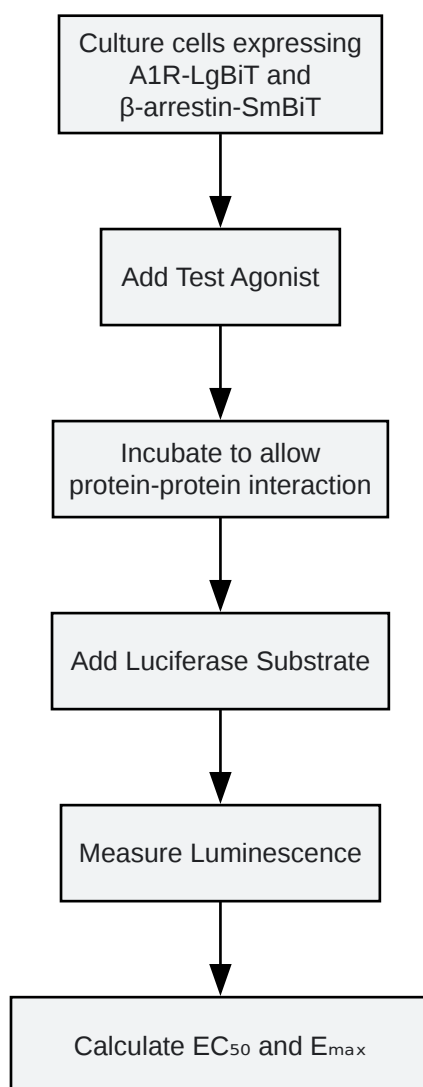 Culture cells expressing
A1R-LgBiT and
β-arrestin-SmBiT
Add Test Agonist
Incubate to allow
protein-protein interaction
Add Luciferase Substrate
Measure Luminescence
Calculate EC₅₀ and Eₘₐₓ